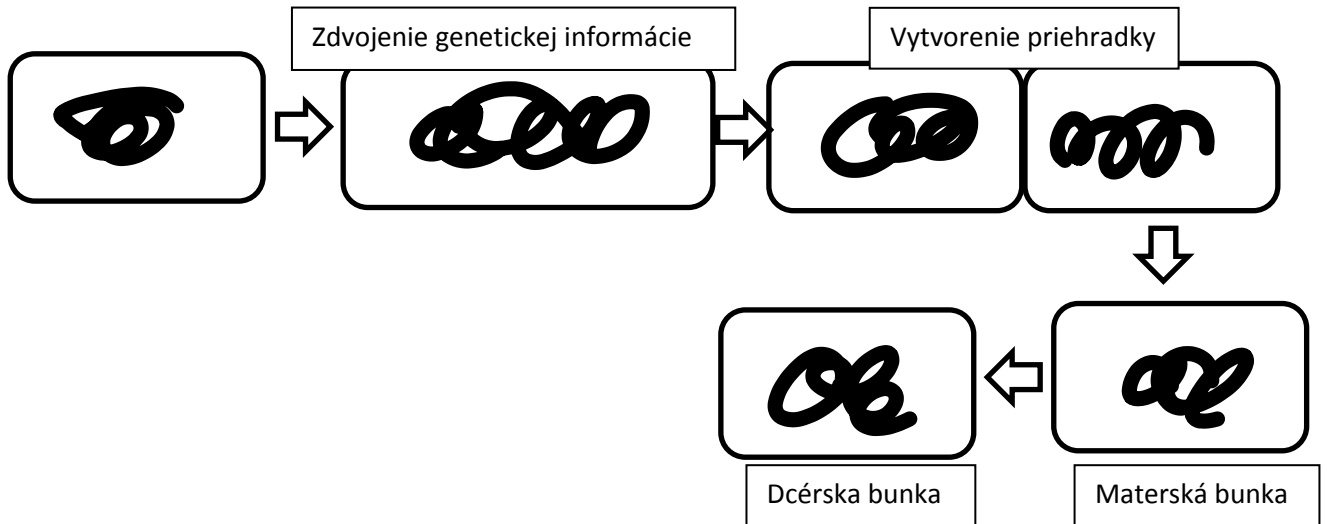 Zdvojenie genetickej informácie
Vytvorenie priehradky
Dcérska bunka
Materská bunka